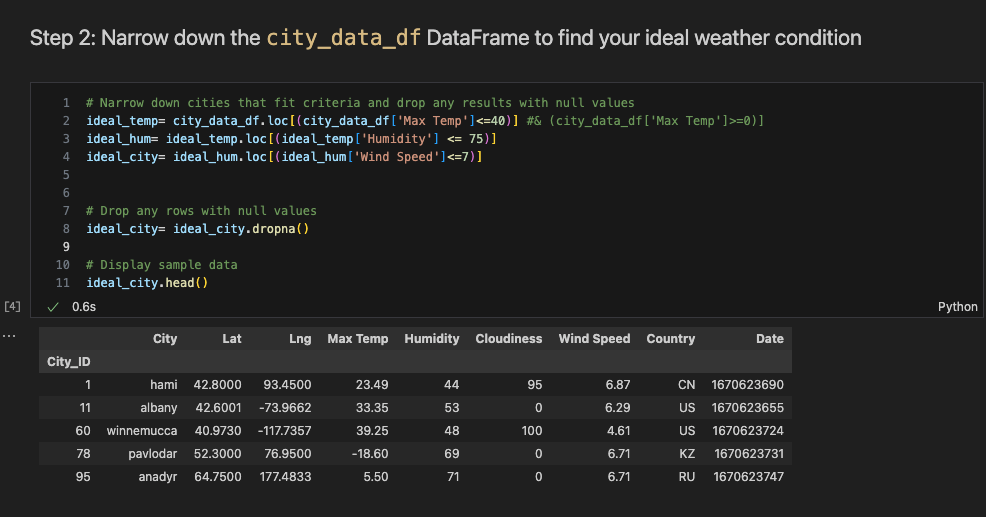 Step 2: Narrow down the city_data_df DataFrame to find your ideal weather condition
1 # Narrow down cities that fit criteria and drop any results with null values
2 ideal_temp= city_data_df.loc[(city_data_df['Max Temp']<=40)] #& (city_data_df['Max Temp']>=0)]
3 ideal_hum= ideal_temp.loc[(ideal_temp['Humidity'] <= 75)]
4 ideal_city= ideal_hum.loc[(ideal_hum['Wind Speed']<=7)]
5
6
7 # Drop any rows with null values
8 ideal_city= ideal_city.dropna()
9
10 # Display sample data
11 ideal_city.head()
[4] ✓ 0.6s Python
... City Lat Lng Max Temp Humidity Cloudiness Wind Speed Country Date
City_ID
1 hami 42.8000 93.4500 23.49 44 95 6.87 CN 1670623690
11 albany 42.6001 -73.9662 33.35 53 0 6.29 US 1670623655
60 winnemucca 40.9730 -117.7357 39.25 48 100 4.61 US 1670623724
78 pavlodar 52.3000 76.9500 -18.60 69 0 6.71 KZ 1670623731
95 anadyr 64.7500 177.4833 5.50 71 0 6.71 RU 1670623747